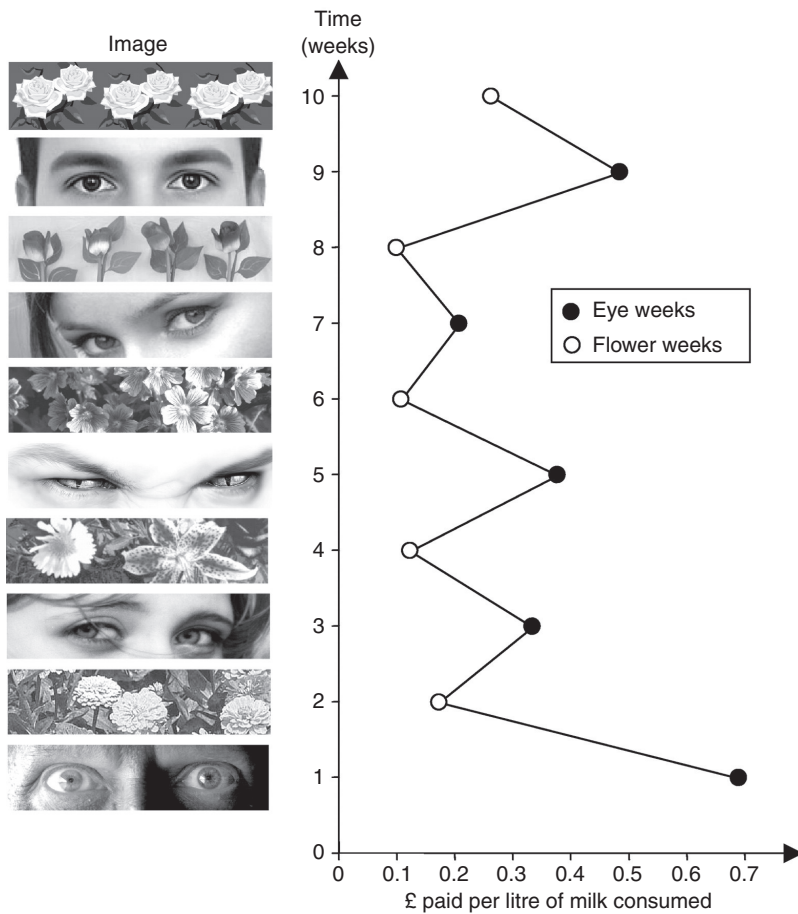 Time
(weeks)
Image
10
9
8
7
6
5
4
3
2
1
0
Eye weeks
Flower weeks
0 0.1 0.2 0.3 0.4 0.5 0.6 0.7
£ paid per litre of milk consumed